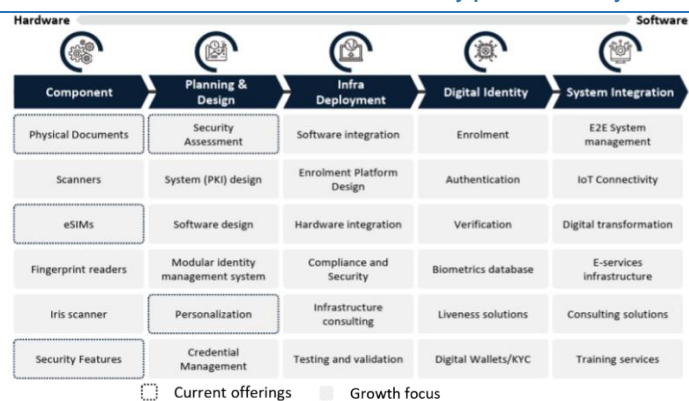 Hardware
Software
Component
Planning &
Design
Infra
Deployment
Digital Identity
System Integration
Physical Documents
Security
Assessment
Software integration
Enrolment
E2E System
management
Scanners
System (PKI) design
Enrolment Platform
Design
Authentication
IoT Connectivity
eSIMs
Software design
Hardware integration
Verification
Digital transformation
Fingerprint readers
Modular identity
management system
Compliance and
Security
Biometrics database
E-services
infrastructure
Iris scanner
Personalization
Infrastructure
consulting
Liveness solutions
Consulting solutions
Security Features
Credential
Management
Testing and validation
Digital Wallets/KYC
Training services
Current offerings
Growth focus